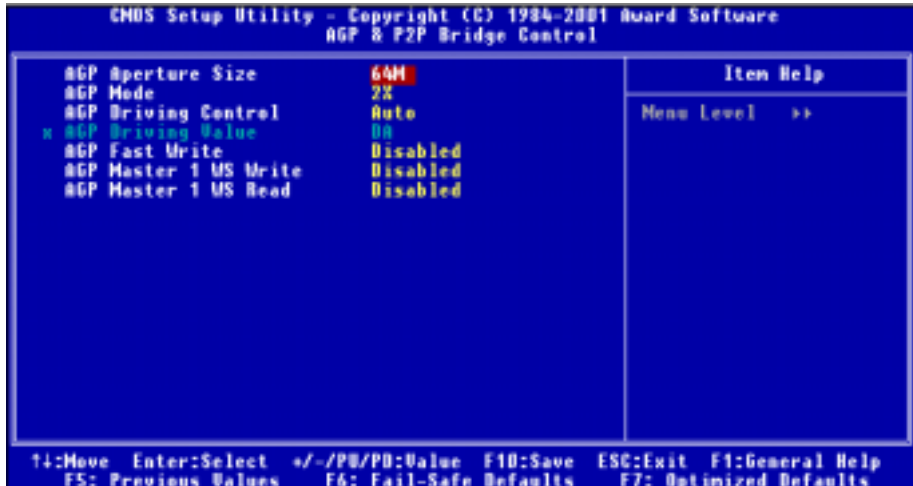 CMOS Setup Utility - Copyright (C) 1984-2001 Award Software
AGP & P2P Bridge Control
AGP Aperture Size 64M
AGP Mode 2X
AGP Driving Control Auto
x AGP Driving Value DA
AGP Fast Write Disabled
AGP Master 1 WS Write Disabled
AGP Master 1 WS Read Disabled
Item Help
Menu Level ▸▸
↑↓:Move Enter:Select +/-/PU/PD:Value F10:Save ESC:Exit F1:General Help
F5: Previous Values F6: Fail-Safe Defaults F7: Optimized Defaults